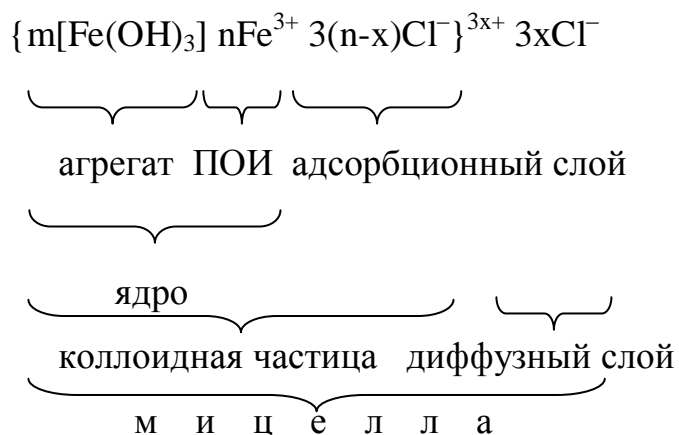 {m[Fe(OH)₃] nFe³⁺ 3(n-x)Cl⁻}³ˣ⁺ 3xCl⁻
агрегат ПОИ адсорбционный слой
ядро
коллоидная частица диффузный слой
м и ц е л л а